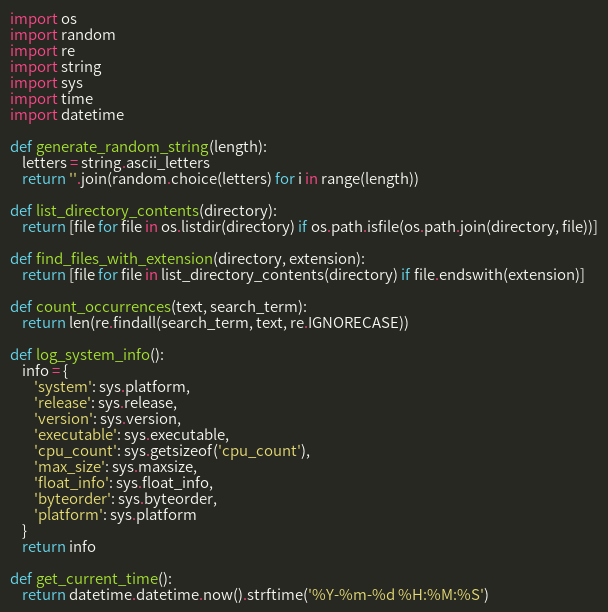 import os
import random
import re
import string
import sys
import time
import datetime

def generate_random_string(length):
    letters = string.ascii_letters
    return ''.join(random.choice(letters) for i in range(length))

def list_directory_contents(directory):
    return [file for file in os.listdir(directory) if os.path.isfile(os.path.join(directory, file))]

def find_files_with_extension(directory, extension):
    return [file for file in list_directory_contents(directory) if file.endswith(extension)]

def count_occurrences(text, search_term):
    return len(re.findall(search_term, text, re.IGNORECASE))

def log_system_info():
    info = {
        'system': sys.platform,
        'release': sys.release,
        'version': sys.version,
        'executable': sys.executable,
        'cpu_count': sys.getsizeof('cpu_count'),
        'max_size': sys.maxsize,
        'float_info': sys.float_info,
        'byteorder': sys.byteorder,
        'platform': sys.platform
    }
    return info

def get_current_time():
    return datetime.datetime.now().strftime('%Y-%m-%d %H:%M:%S')